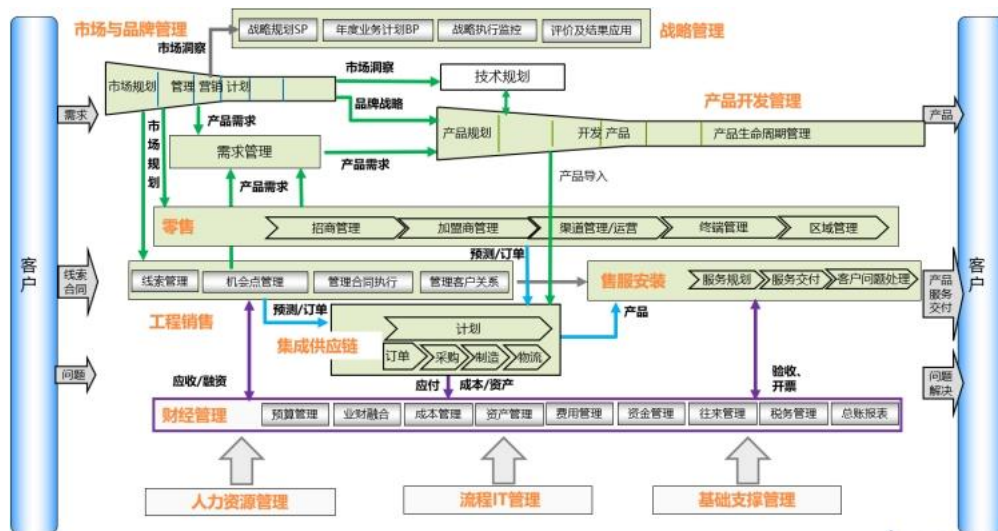 市场与品牌管理
战略规划SP
年度业务计划BP
战略执行监控
评价及结果应用
战略管理
市场洞察
市场规划
管理 营销 计划
市场洞察
技术规划
品牌战略
产品开发管理
需求
产品
产品需求
产品规划
开发 产品
产品生命周期管理
市场规划
需求管理
产品需求
产品需求
产品导入
零售
招商管理
加盟商管理
渠道管理/运营
终端管理
区域管理
预测/订单
客户
客户
线索
合同
线索管理
机会点管理
管理合同执行
管理客户关系
售服安装
服务规划
服务交付
客户问题处理
产品
服务
交付
工程销售
预测/订单
集成供应链
计划
产品
订单
采购
制造
物流
问题
应收/融资
应付
成本/资产
验收、
开票
问题
解决
财经管理
预算管理
业财融合
成本管理
资产管理
费用管理
资金管理
往来管理
税务管理
总账报表
人力资源管理
流程IT管理
基础支撑管理